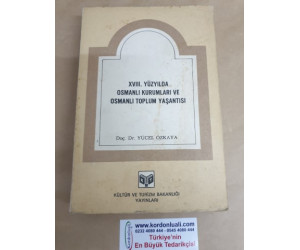 XVIII. YÜZYILDA
OSMANLI KURUMLARI VE
OSMANLI TOPLUM YAŞANTISI
Doç. Dr. YÜCEL ÖZKAYA
KÜLTÜR VE TURİZM BAKANLIĞI
YAYINLARI
www.kordonluali.com
Türkiye'nin
En Büyük Tedarikçisi